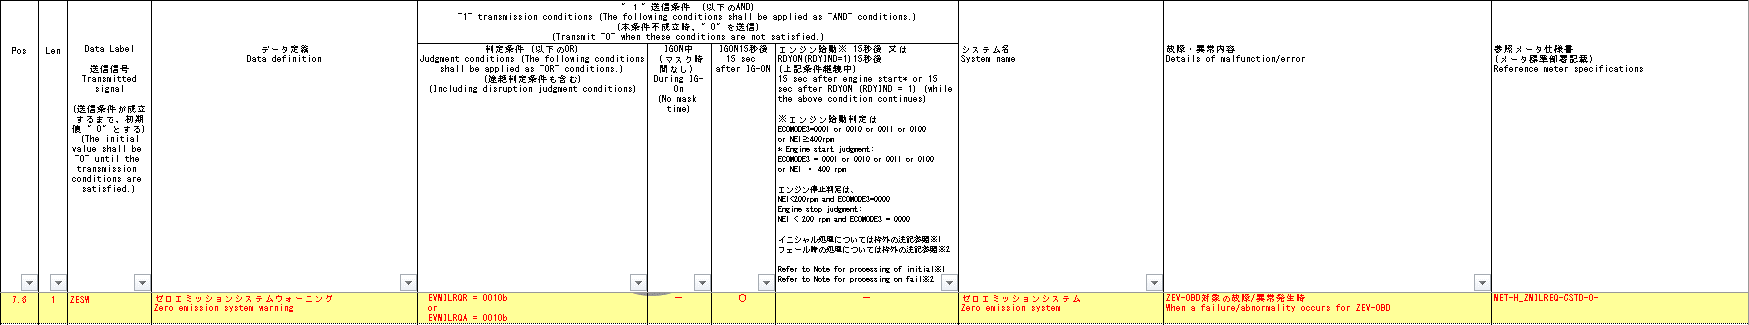 " 1 "送信条件 (以下のAND)
"1" transmission conditions (The following conditions shall be applied as "AND" conditions.)
(本条件不成立時、" 0" を送信)
(Transmit "0" when these conditions are not satisfied.)
Pos
Len
Data Label
送信信号
Transmitted
signal
(送信条件が成立
するまで、初期
値 " 0" とする)
(The initial
value shall be
"0" until the
transmission
conditions are
satisfied.)
データ定義
Data definition
判定条件 (以下のOR)
Judgment conditions (The following conditions
shall be applied as "OR" conditions.)
(途絶判定条件も含む)
(Including disruption judgment conditions)
IGON中
(マスク時
間なし)
During IG-
On
(No mask
time)
IGON15秒後
15 sec
after IG-ON
エンジン始動※ 15秒後 又は
RDYON(RDYIND=1)15秒後
(上記条件継続中)
15 sec after engine start* or 15
sec after RDYON (RDYIND = 1) (while
the above condition continues)
※エンジン始動判定は
ECOMODE3=0001 or 0010 or 0011 or 0100
or NE1≧400rpm
* Engine start judgment:
ECOMODE3 = 0001 or 0010 or 0011 or 0100
or NE1 ・ 400 rpm
エンジン停止判定は、
NE1<200rpm and ECOMODE3=0000
Engine stop judgment:
NE1 < 200 rpm and ECOMODE3 = 0000
イニシャル処理については枠外の注記参照※1
フェール時の処理については枠外の注記参照※2
Refer to Note for processing of initial※1
Refer to Note for processing on fail※2
システム名
System name
故障・異常内容
Details of malfunction/error
参照メータ仕様書
(メータ標準部署記載)
Reference meter specifications
7.6
1
ZESW
ゼロエミッションシステムウォーニング
Zero emission system warning
EVMILRQR = 0010b
or
EVMILRQA = 0010b
－
○
－
ゼロエミッションシステム
Zero emission system
ZEV-OBD対象の故障/異常発生時
When a failure/abnormality occurs for ZEV-OBD
NET-H_ZMILREQ-CSTD-0-